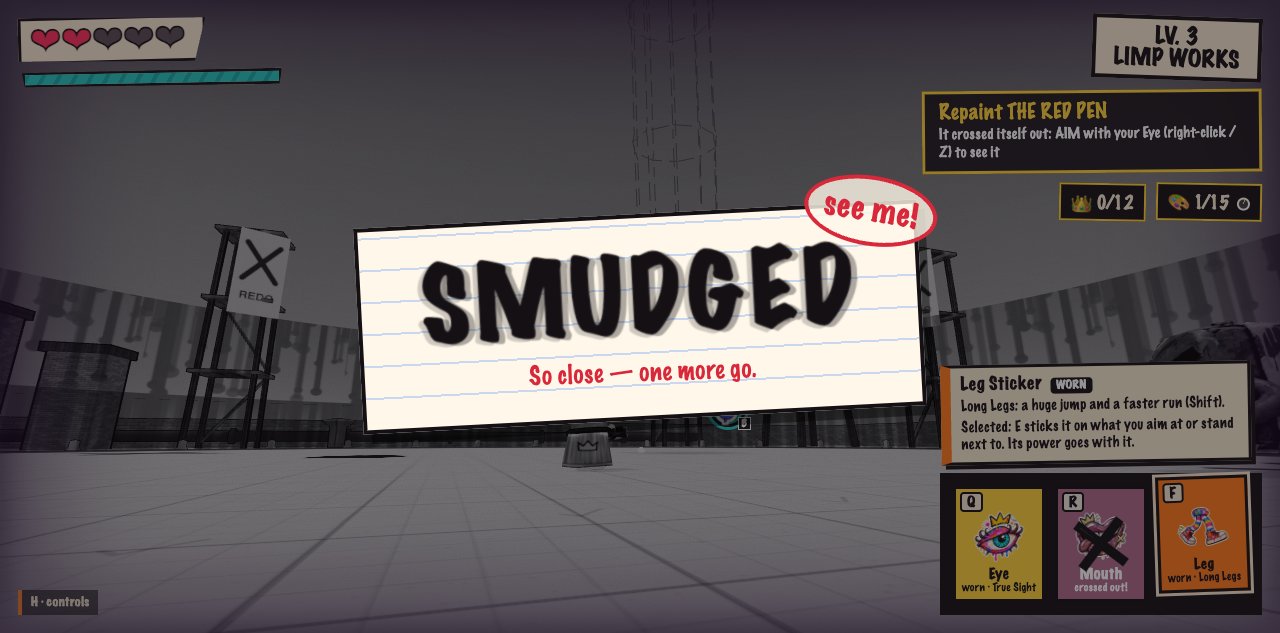 LV. 3
LIMP WORKS
Repaint THE RED PEN
It crossed itself out: AIM with your Eye (right-click /
Z) to see it
0/12
1/15
see me!
SMUDGED
So close — one more go.
Leg Sticker WORN
Long Legs: a huge jump and a faster run (Shift).
Selected: E sticks it on what you aim at or stand
next to. Its power goes with it.
Q
Eye
worn · True Sight
R
Mouth
crossed out!
F
Leg
worn · Long Legs
H · controls